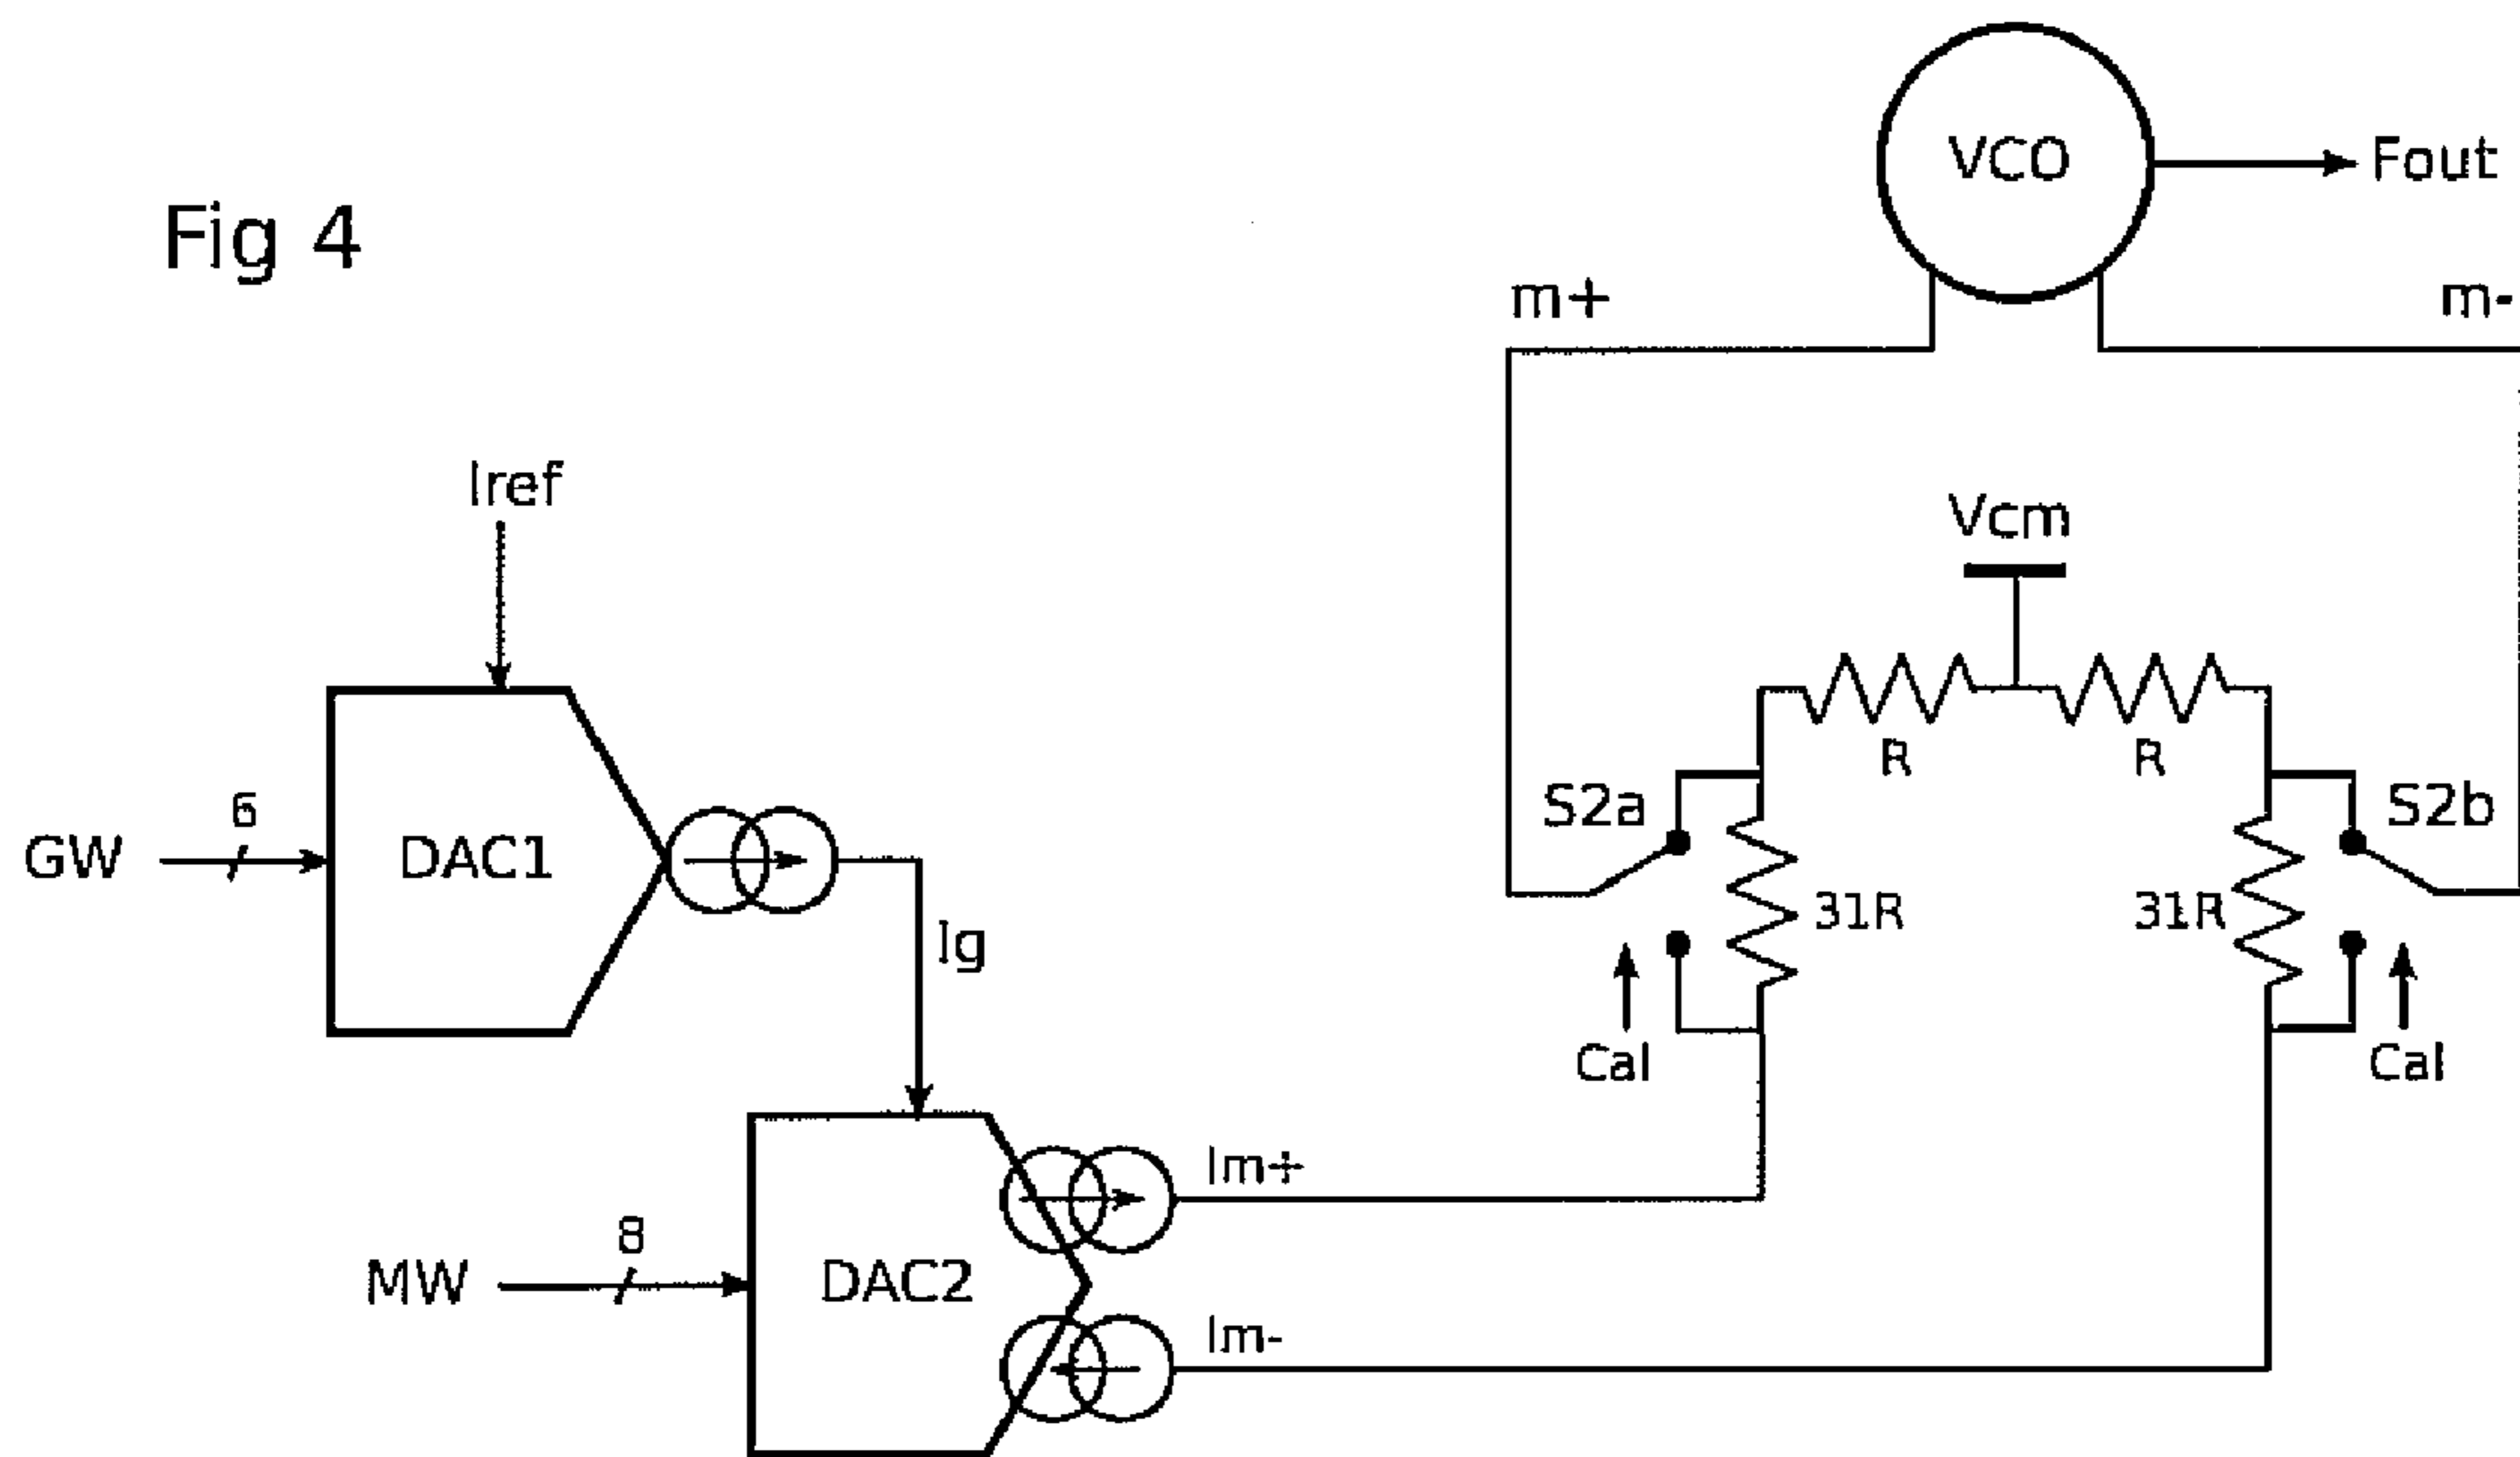 Fig 4
VCO
Fout
m+
m-
Iref
Vcm
R
R
S2a
S2b
GW
6
DAC1
31R
31R
Ig
Cal
Cal
Im+
MW
8
DAC2
Im-